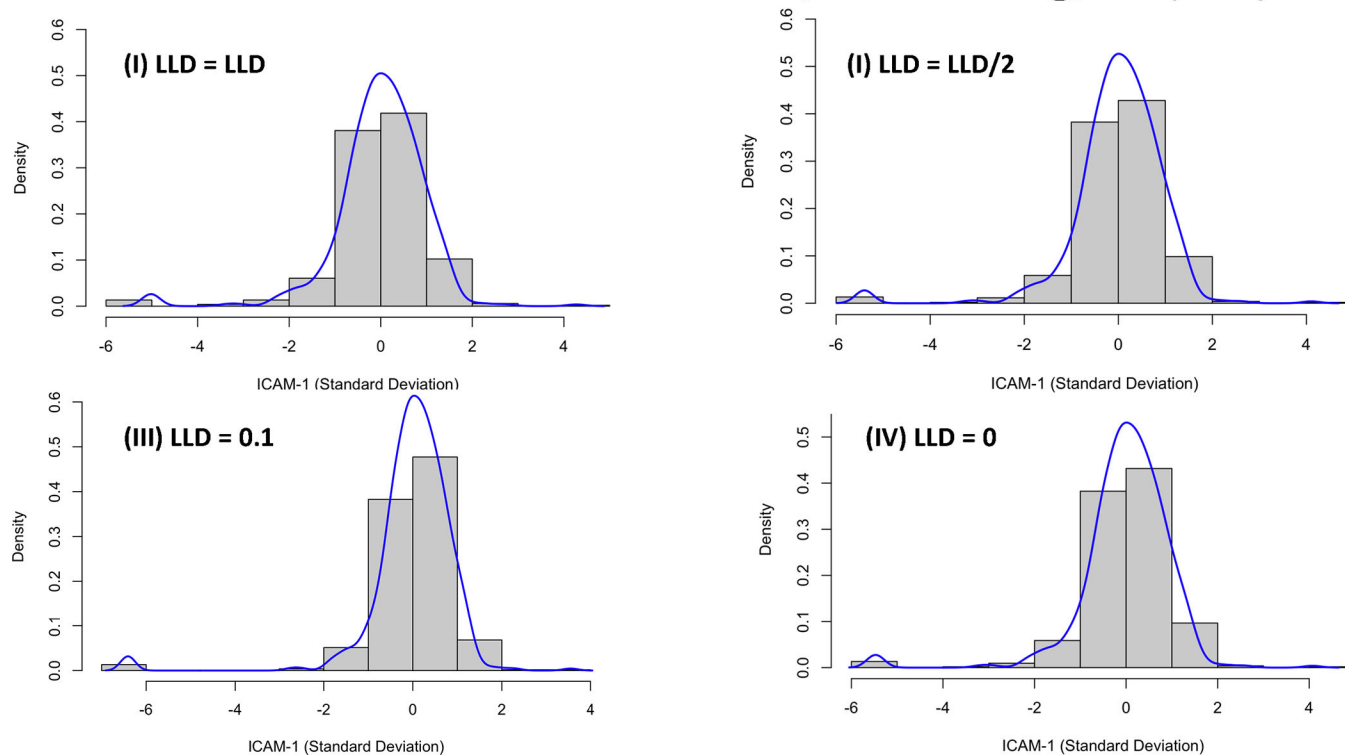 (I) LLD = LLD
Density
0.0 0.1 0.2 0.3 0.4 0.5 0.6
-6 -4 -2 0 2 4
ICAM-1 (Standard Deviation)
(I) LLD = LLD/2
Density
0.0 0.1 0.2 0.3 0.4 0.5 0.6
-6 -4 -2 0 2 4
ICAM-1 (Standard Deviation)
(III) LLD = 0.1
Density
0.0 0.1 0.2 0.3 0.4 0.5 0.6
-6 -4 -2 0 2 4
ICAM-1 (Standard Deviation)
(IV) LLD = 0
Density
0.0 0.1 0.2 0.3 0.4 0.5
-6 -4 -2 0 2 4
ICAM-1 (Standard Deviation)